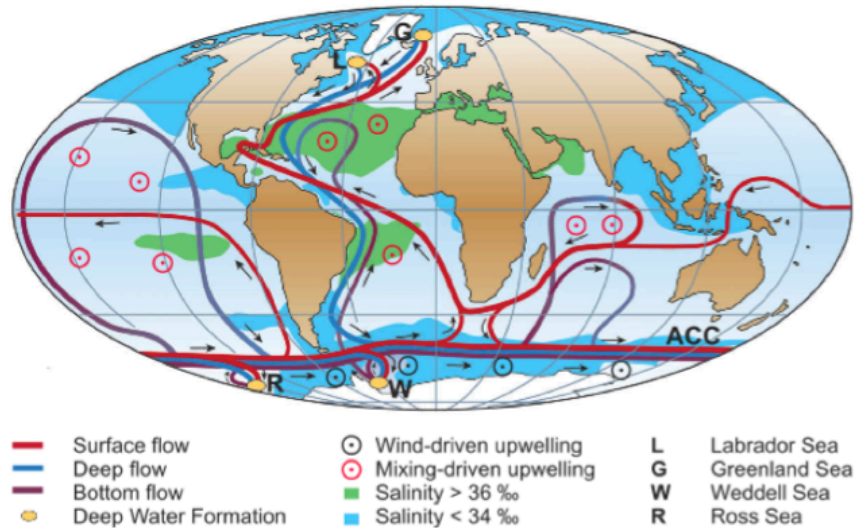 G
L
ACC
R
W
Surface flow
Deep flow
Bottom flow
Deep Water Formation
Wind-driven upwelling
Mixing-driven upwelling
Salinity > 36 ‰
Salinity < 34 ‰
L Labrador Sea
G Greenland Sea
W Weddell Sea
R Ross Sea